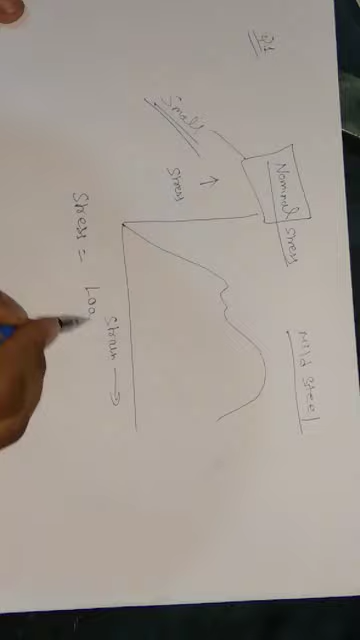 Q1
Nominal stress
Small
↑
Stress
Mild steel
Strain →
Stress = Loa